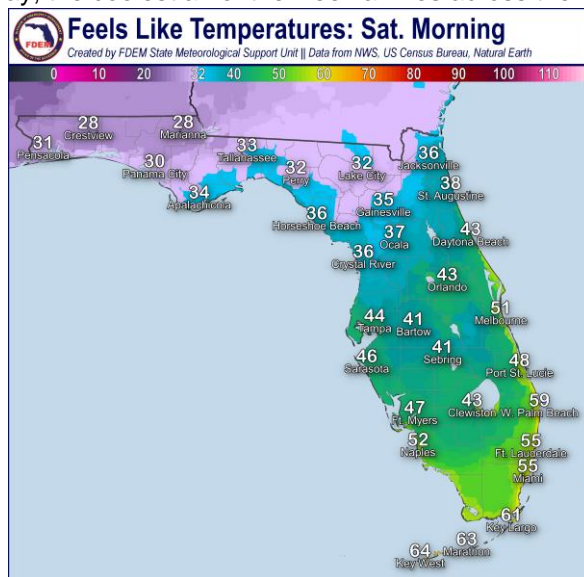 Feels Like Temperatures: Sat. Morning
Created by FDEM State Meteorological Support Unit || Data from NWS, US Census Bureau, Natural Earth
FDEM
0 10 20 32 40 50 60 70 80 90 100 110
28
Crestview
28
Marianna
31
Pensacola
33
Tallahassee
30
Panama City
32
Perry
32
Lake City
36
Jacksonville
34
Apalachicola
35
Gainesville
38
St. Augustine
36
Horseshoe Beach
37
Ocala
43
Daytona Beach
36
Crystal River
43
Orlando
51
Melbourne
44
Tampa
41
Bartow
46
Sarasota
41
Sebring
48
Port St. Lucie
47
Ft. Myers
43
Clewiston
59
W. Palm Beach
52
Naples
55
Ft. Lauderdale
55
Miami
61
Key Largo
63
Marathon
64
Key West